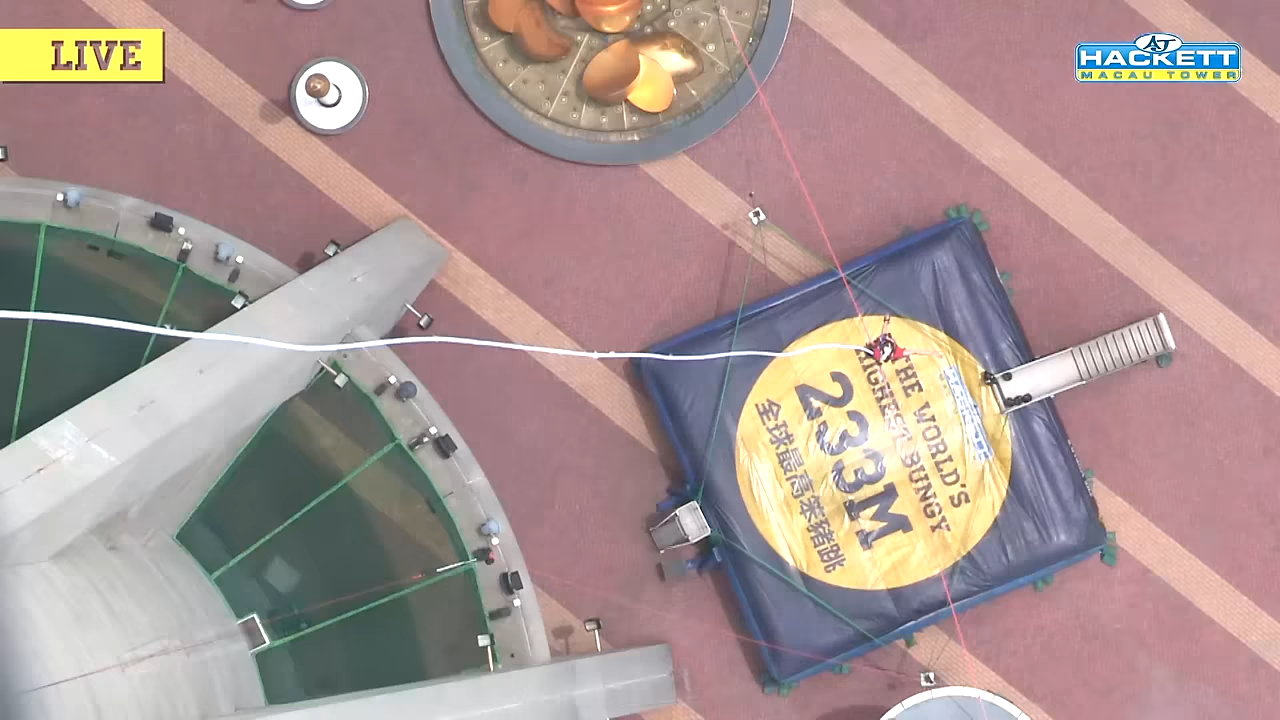 LIVE
AJ
HACKETT
MACAU TOWER
THE WORLD'S
HIGHEST BUNGY
233M
全球最高笨豬跳